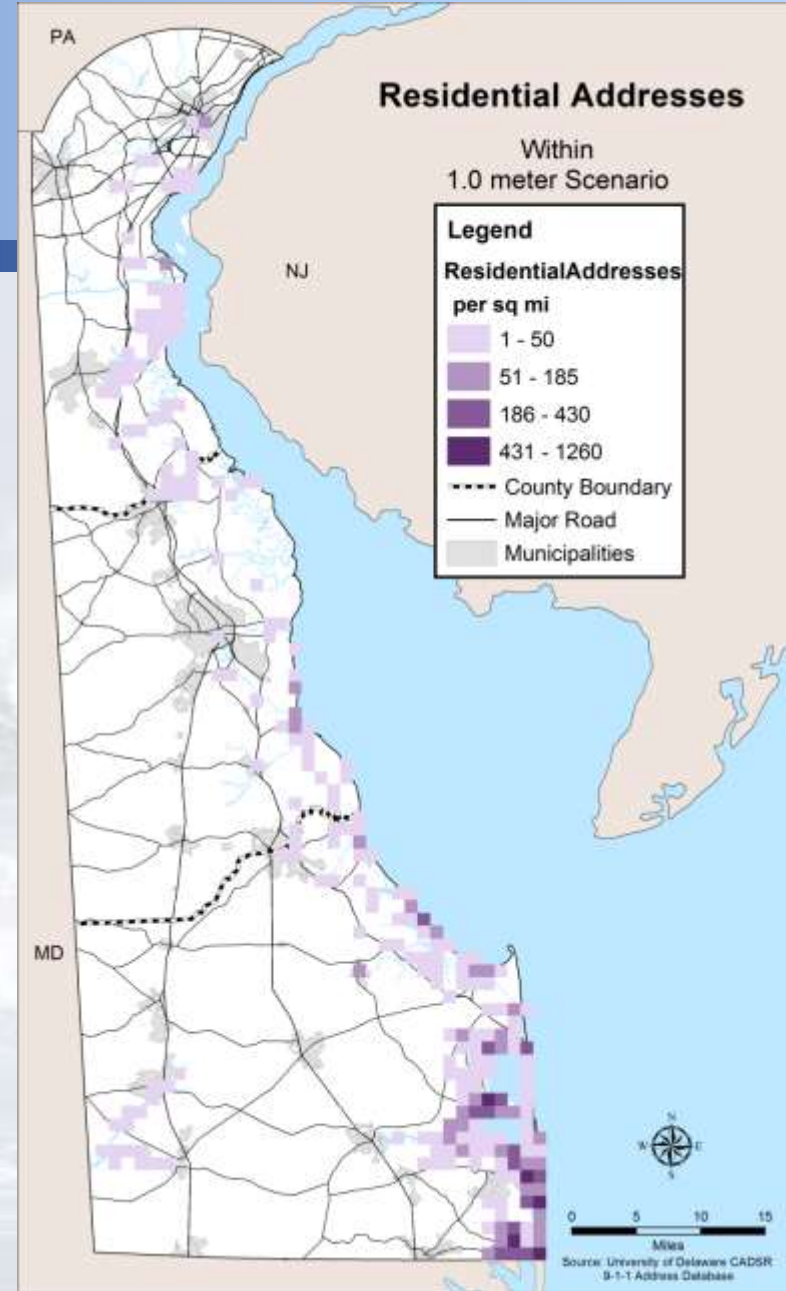 PA
Residential Addresses
Within
1.0 meter Scenario
Legend
ResidentialAddresses
per sq mi
1 - 50
51 - 185
186 - 430
431 - 1260
County Boundary
Major Road
Municipalities
NJ
MD
N
W E
S
0 5 10 15
Miles
Source: University of Delaware CADSR
9-1-1 Address Database